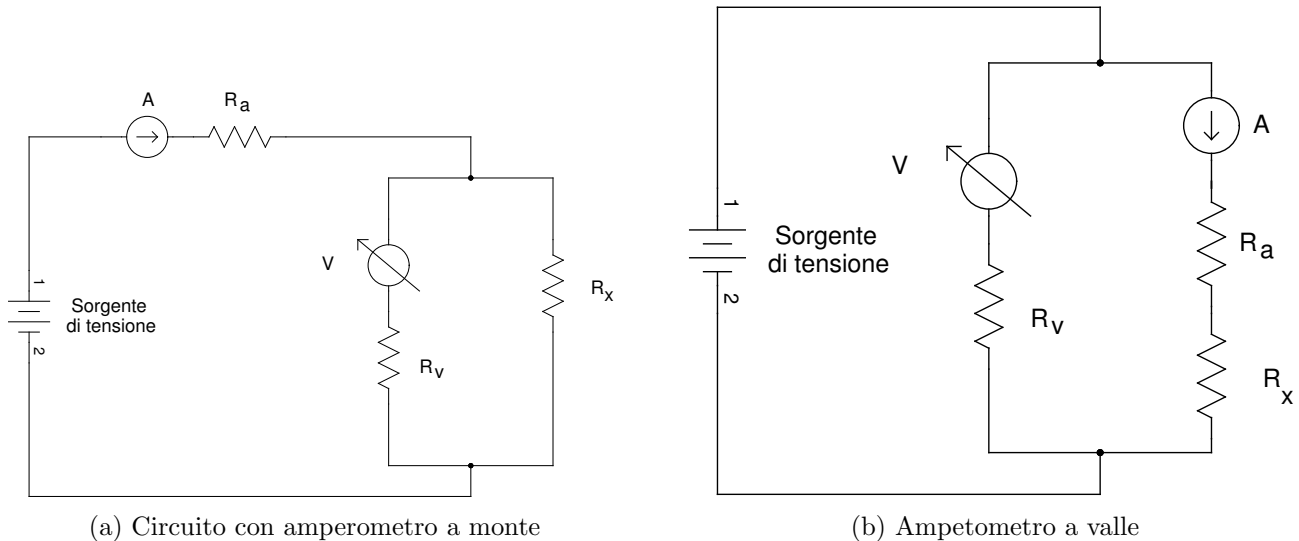 A
Ra
1
Sorgente
di tensione
2
V
Rv
Rx
(a) Circuito con amperometro a monte
1
Sorgente
di tensione
2
V
Rv
A
Ra
Rx
(b) Ampetometro a valle